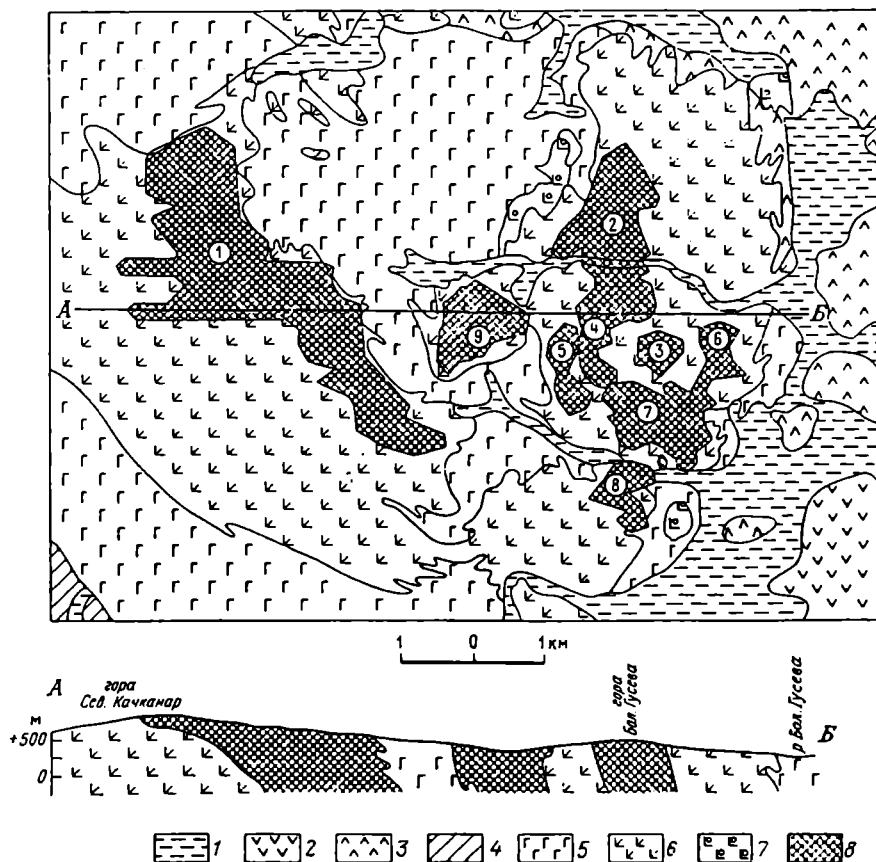 1
2
А
Б
9
4
5
3
6
7
8
1 0 1 км
А
гора
Сев. Качканар
гора
Бол. Гусева
р. Бол. Гусева
Б
м
+500
0
1 2 3 4 5 6 7 8